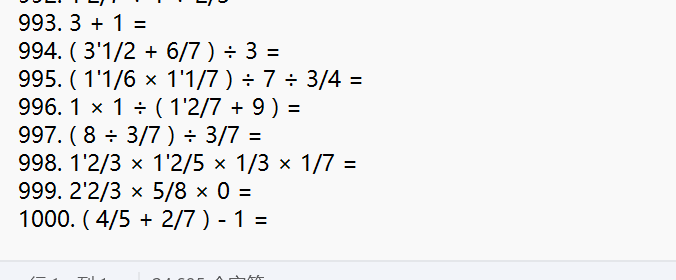 993. 3 + 1 =
994. ( 3'1/2 + 6/7 ) ÷ 3 =
995. ( 1'1/6 × 1'1/7 ) ÷ 7 ÷ 3/4 =
996. 1 × 1 ÷ ( 1'2/7 + 9 ) =
997. ( 8 ÷ 3/7 ) ÷ 3/7 =
998. 1'2/3 × 1'2/5 × 1/3 × 1/7 =
999. 2'2/3 × 5/8 × 0 =
1000. ( 4/5 + 2/7 ) - 1 =